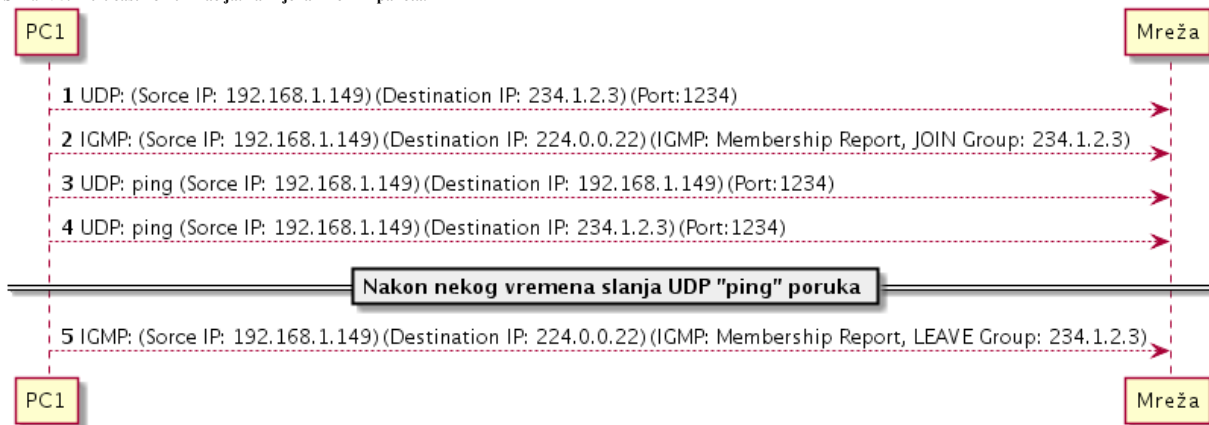 PC1
Mreža
1 UDP: (Sorce IP: 192.168.1.149)(Destination IP: 234.1.2.3)(Port:1234)
2 IGMP: (Sorce IP: 192.168.1.149)(Destination IP: 224.0.0.22)(IGMP: Membership Report, JOIN Group: 234.1.2.3)
3 UDP: ping (Sorce IP: 192.168.1.149)(Destination IP: 192.168.1.149)(Port:1234)
4 UDP: ping (Sorce IP: 192.168.1.149)(Destination IP: 234.1.2.3)(Port:1234)
Nakon nekog vremena slanja UDP "ping" poruka
5 IGMP: (Sorce IP: 192.168.1.149)(Destination IP: 224.0.0.22)(IGMP: Membership Report, LEAVE Group: 234.1.2.3)
PC1
Mreža